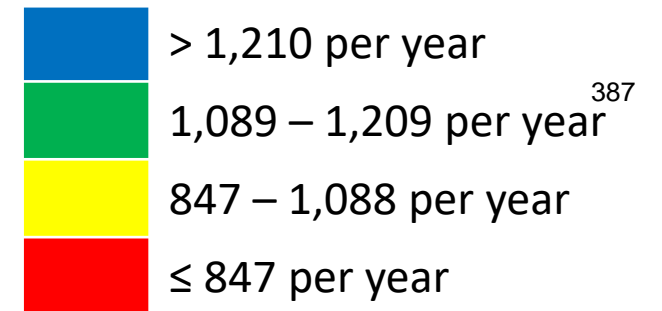 > 1,210 per year
1,089 – 1,209 per year 387
847 – 1,088 per year
≤ 847 per year